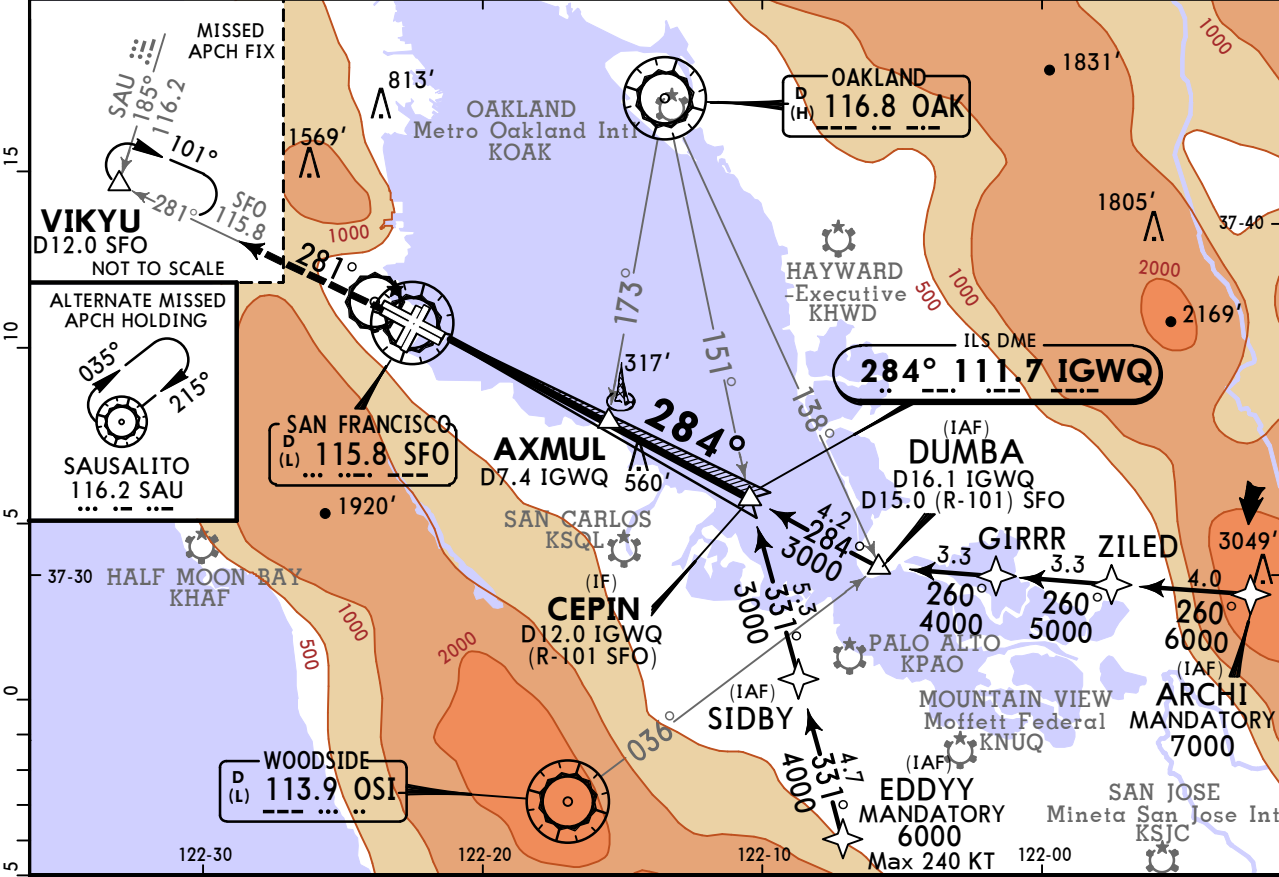 MISSED
APCH FIX
SAU
185°
116.2
101°
281°
SFO
115.8
VIKYU
D12.0 SFO
NOT TO SCALE
ALTERNATE MISSED
APCH HOLDING
035°
215°
SAUSALITO
116.2 SAU
813'
1569'
1000
281°
OAKLAND
Metro Oakland Intl
KOAK
OAKLAND
D
(H) 116.8 OAK
1831'
1000
1805'
37-40
2000
2169'
HAYWARD
-Executive
KHWD
500
1000
173°
151°
138°
317'
284°
ILS DME
284° 111.7 IGWQ
SAN FRANCISCO
D
(L) 115.8 SFO
AXMUL
D7.4 IGWQ
560'
(IAF)
DUMBA
D16.1 IGWQ
D15.0 (R-101) SFO
1920'
SAN CARLOS
KSQL
4.2
284°
3000
GIRRR
ZILED
3049'
3.3
260°
4000
3.3
260°
5000
4.0
260°
6000
37-30
HALF MOON BAY
KHAF
(IF)
CEPIN
D12.0 IGWQ
(R-101 SFO)
5.3
331°
3000
PALO ALTO
KPAO
(IAF)
ARCHI
MANDATORY
7000
500
1000
2000
036°
(IAF)
SIDBY
MOUNTAIN VIEW
Moffett Federal
KNUQ
WOODSIDE
D
(L) 113.9 OSI
4.7
331°
4000
(IAF)
EDDYY
MANDATORY
6000
Max 240 KT
SAN JOSE
Mineta San Jose Int
KSJC
15
10
5
0
5
122-30
122-20
122-10
122-00